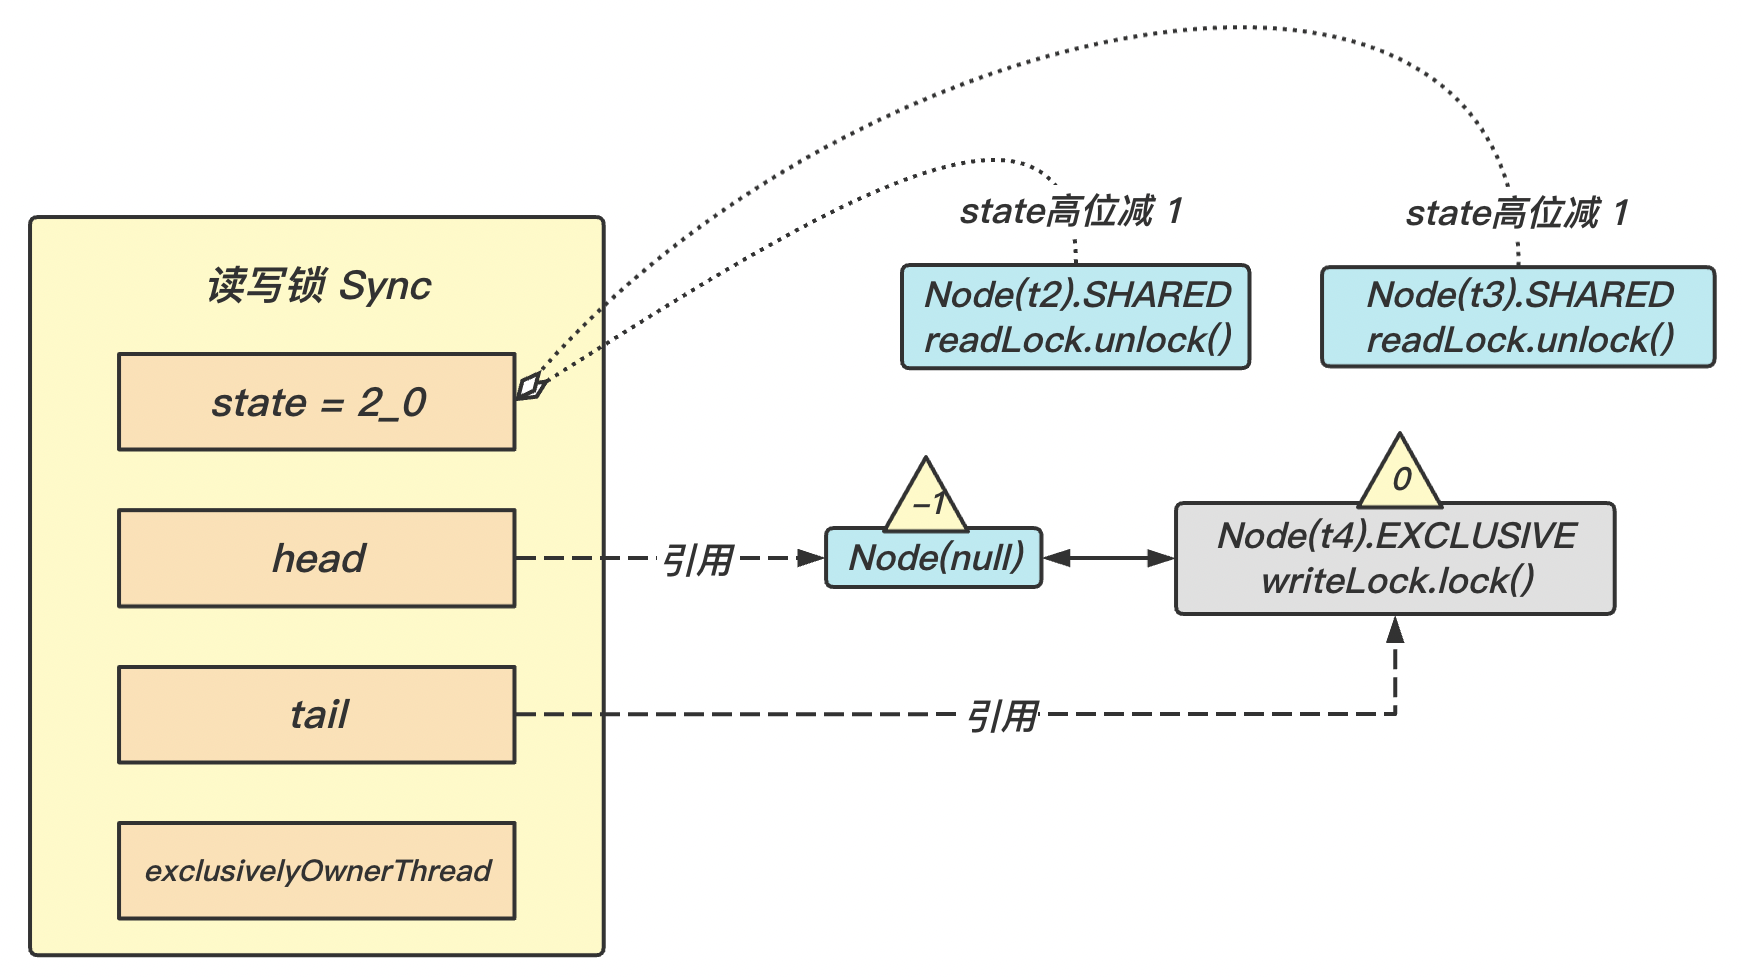 state高位减 1
state高位减 1
读写锁 Sync
Node(t2).SHARED
readLock.unlock()
Node(t3).SHARED
readLock.unlock()
state = 2_0
-1
0
head
引用
Node(null)
Node(t4).EXCLUSIVE
writeLock.lock()
tail
引用
exclusivelyOwnerThread